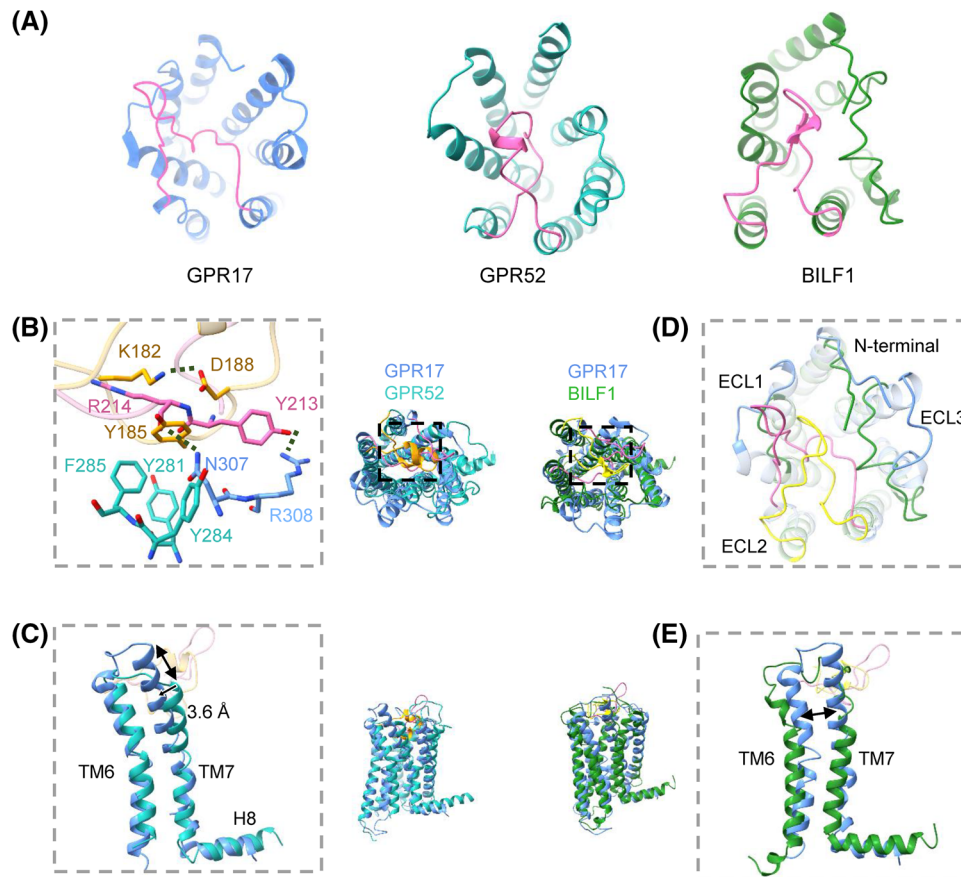 (A)
GPR17
GPR52
BILF1
(B)
K182
D188
R214
Y213
Y185
F285
Y281
N307
R308
Y284
GPR17
GPR52
GPR17
BILF1
(D)
N-terminal
ECL1
ECL3
ECL2
(C)
3.6 Å
TM6
TM7
H8
(E)
TM6
TM7